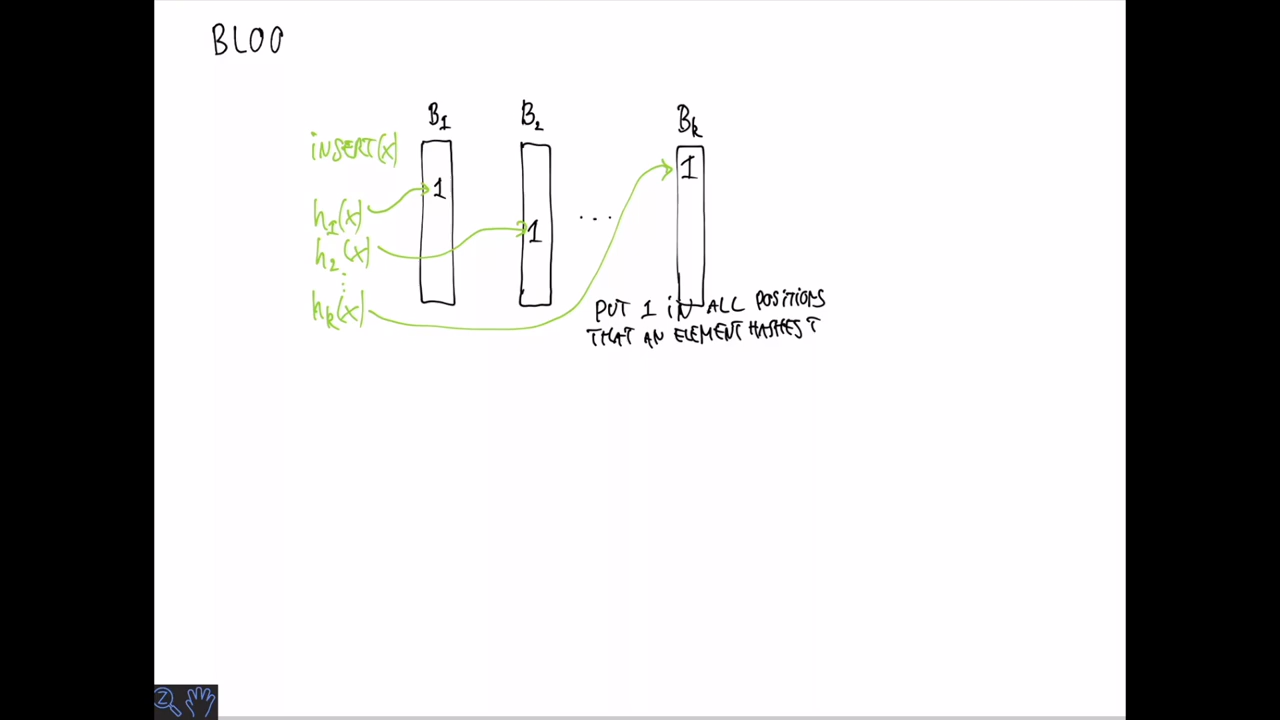 BLOO
B1 B2 Bk
INSERT(x)
1 1 1
h1(x)
h2(x)
...
⋮
hk(x)
PUT 1 IN ALL POSITIONS
THAT AN ELEMENT HASHES T
Z